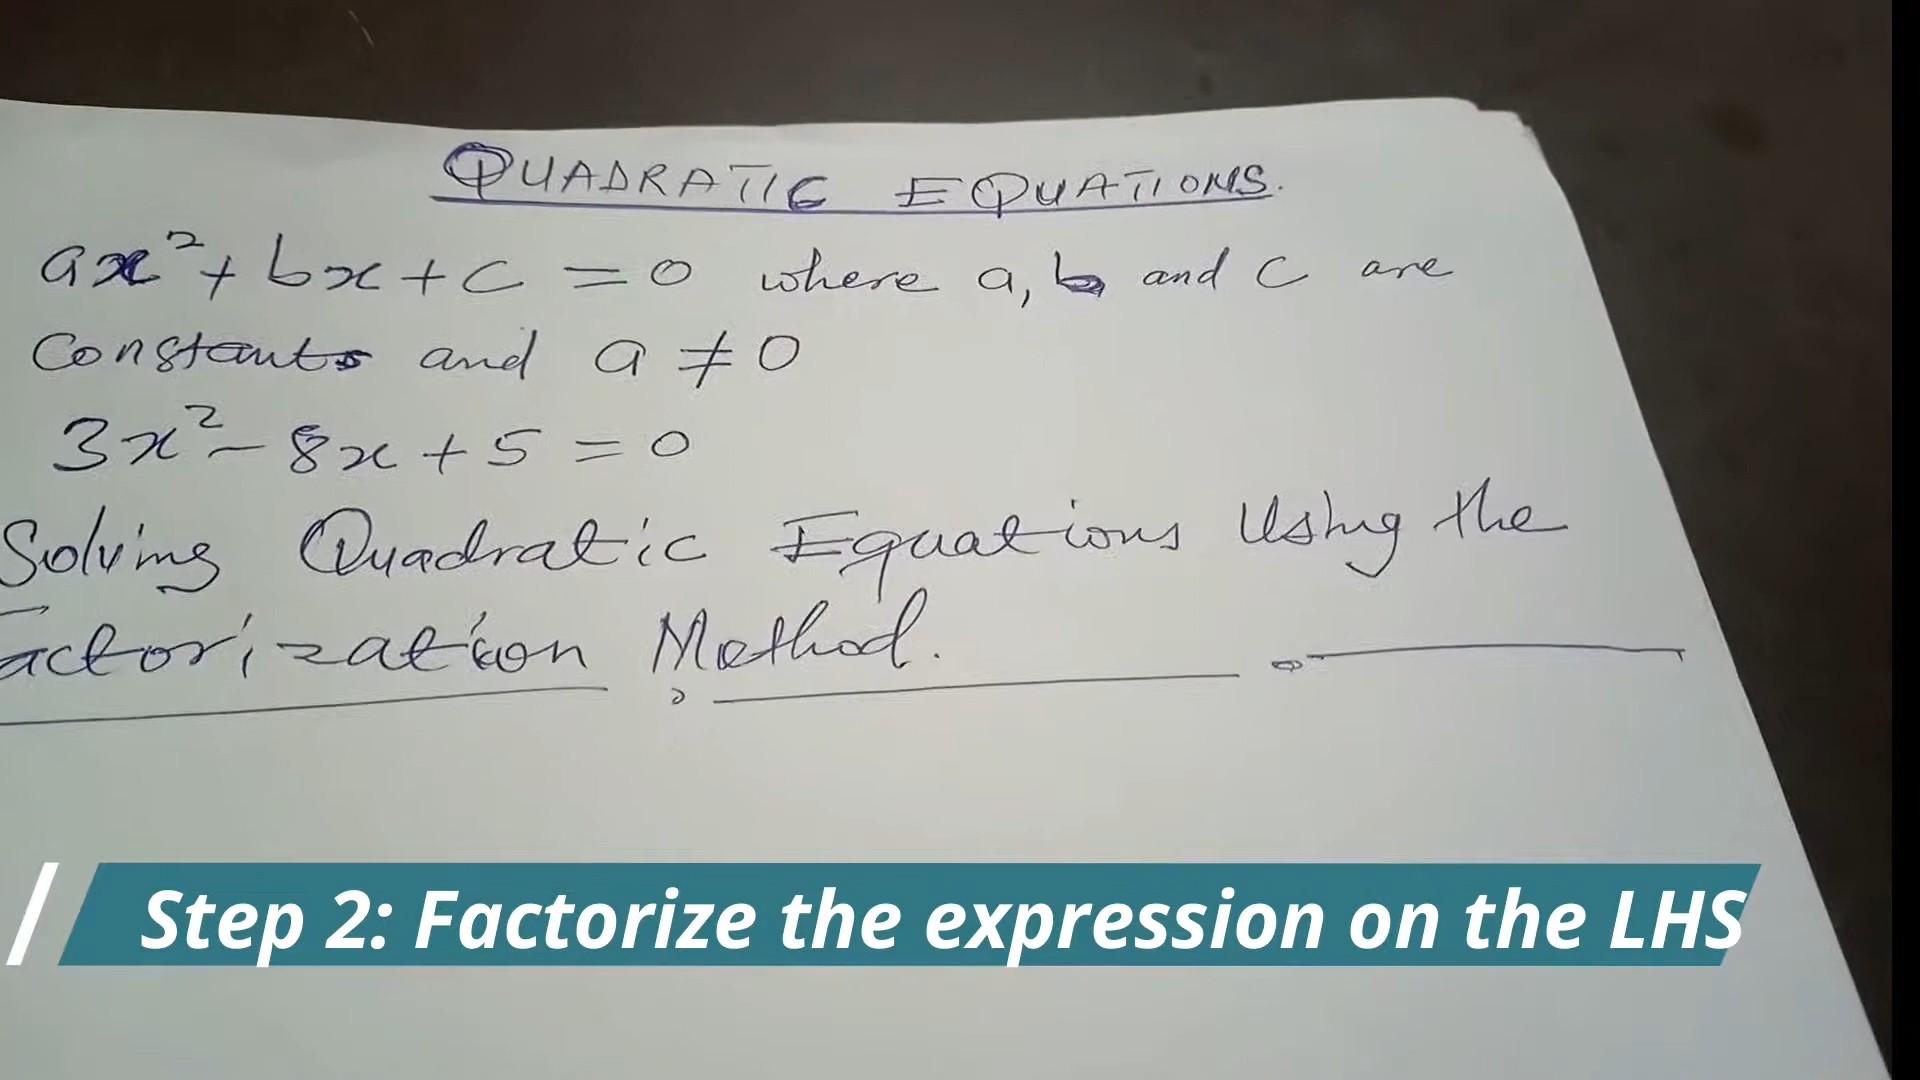 QUADRATIC EQUATIONS.
ax² + bx + c = 0 where a, b and c are
Constants and a ≠ 0
3x² - 8x + 5 = 0
Solving Quadratic Equations Using the
Factorization Method.
Step 2: Factorize the expression on the LHS